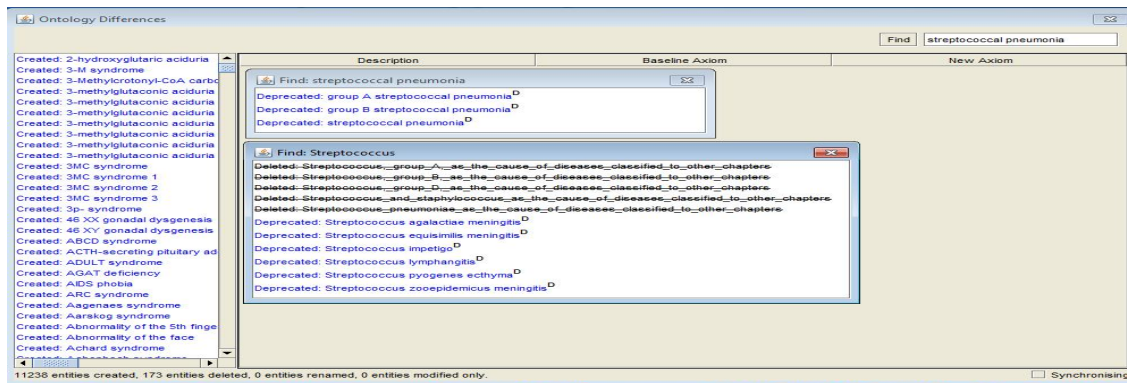 Ontology Differences
Find streptococcal pneumonia
Created: 2-hydroxyglutaric aciduria
Created: 3-M syndrome
Created: 3-Methylcrotonyl-CoA carbo
Created: 3-methylglutaconic aciduria
Created: 3-methylglutaconic aciduria
Created: 3-methylglutaconic aciduria
Created: 3-methylglutaconic aciduria
Created: 3-methylglutaconic aciduria
Created: 3-methylglutaconic aciduria
Created: 3MC syndrome
Created: 3MC syndrome 1
Created: 3MC syndrome 2
Created: 3MC syndrome 3
Created: 3p- syndrome
Created: 46 XX gonadal dysgenesis
Created: 46 XY gonadal dysgenesis
Created: ABCD syndrome
Created: ACTH-secreting pituitary ad
Created: ADULT syndrome
Created: AGAT deficiency
Created: AIDS phobia
Created: ARC syndrome
Created: Aagenaes syndrome
Created: Aarskog syndrome
Created: Abnormality of the 5th finge
Created: Abnormality of the face
Created: Achard syndrome
Description Baseline Axiom New Axiom
Find: streptococcal pneumonia
Deprecated: group A streptococcal pneumonia D
Deprecated: group B streptococcal pneumonia D
Deprecated: streptococcal pneumonia D
Find: Streptococcus
Deleted: Streptococcus,_group_A,_as_the_cause_of_diseases_classified_to_other_chapters
Deleted: Streptococcus,_group_B,_as_the_cause_of_diseases_classified_to_other_chapters
Deleted: Streptococcus,_group_D,_as_the_cause_of_diseases_classified_to_other_chapters
Deleted: Streptococcus_and_staphylococcus_as_the_cause_of_diseases_classified_to_other_chapters
Deleted: Streptococcus_pneumoniae_as_the_cause_of_diseases_classified_to_other_chapters
Deprecated: Streptococcus agalactiae meningitis D
Deprecated: Streptococcus equisimilis meningitis D
Deprecated: Streptococcus impetigo D
Deprecated: Streptococcus lymphangitis D
Deprecated: Streptococcus pyogenes ecthyma D
Deprecated: Streptococcus zooepidemicus meningitis D
11238 entities created, 173 entities deleted, 0 entities renamed, 0 entities modified only.
Synchronising